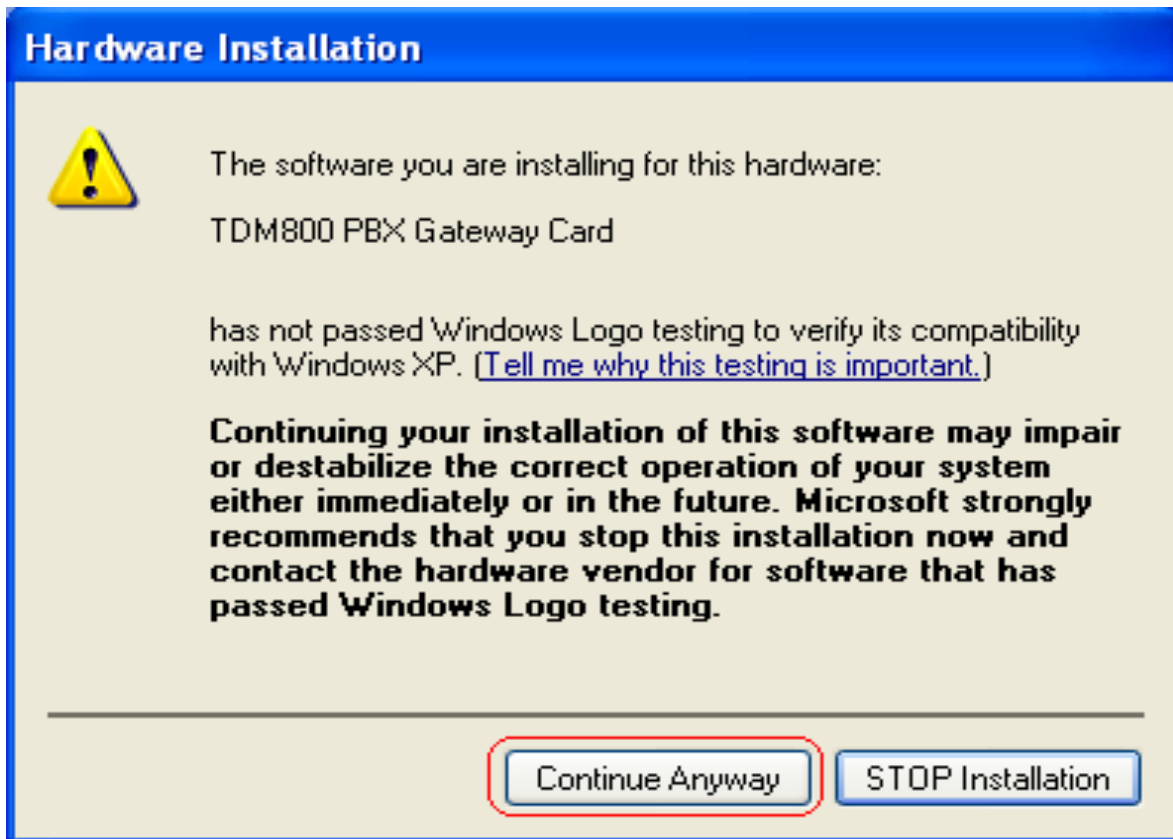 Hardware Installation
The software you are installing for this hardware:
TDM800 PBX Gateway Card
has not passed Windows Logo testing to verify its compatibility
with Windows XP. (Tell me why this testing is important.)
Continuing your installation of this software may impair
or destabilize the correct operation of your system
either immediately or in the future. Microsoft strongly
recommends that you stop this installation now and
contact the hardware vendor for software that has
passed Windows Logo testing.
Continue Anyway
STOP Installation